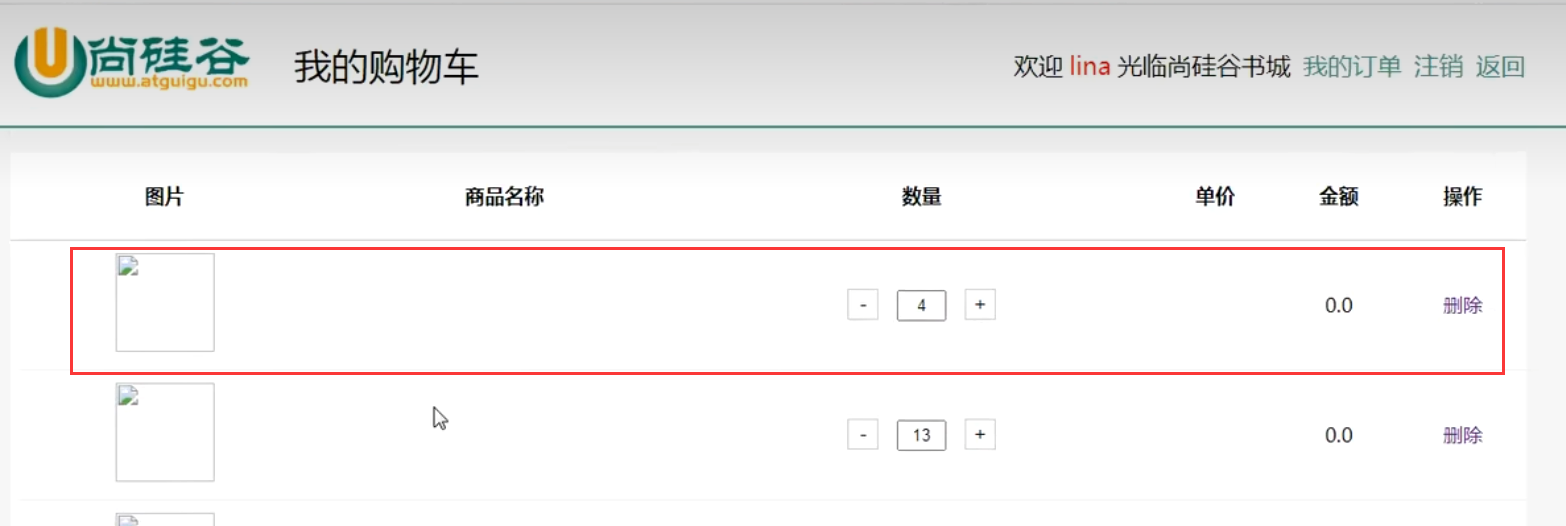 尚硅谷
www.atguigu.com
我的购物车
欢迎 lina 光临尚硅谷书城 我的订单 注销 返回
图片 商品名称 数量 单价 金额 操作
- 4 + 0.0 删除
- 13 + 0.0 删除